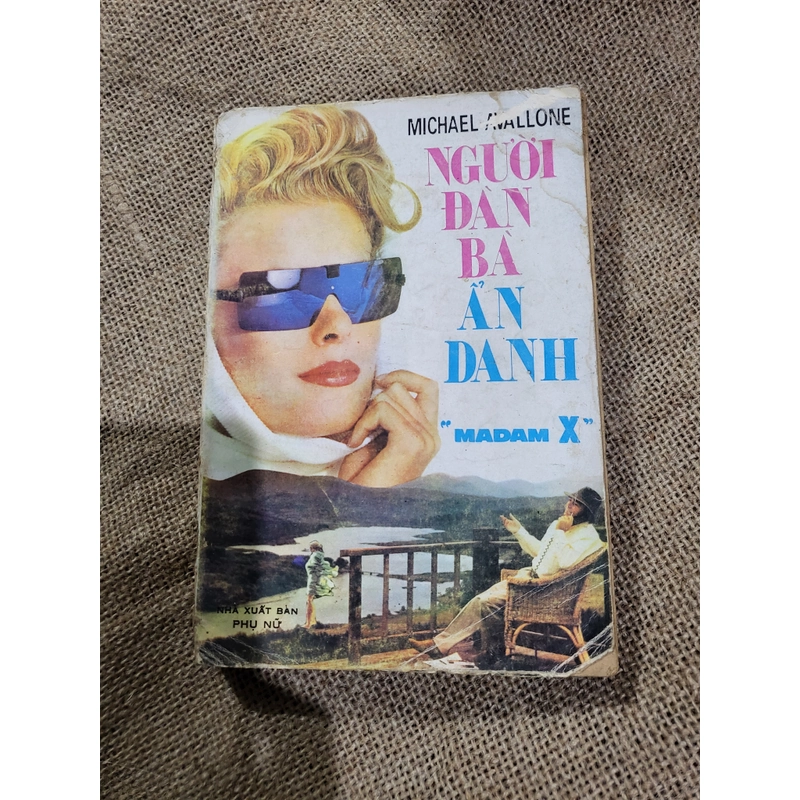 MICHAEL AVALLONE
NGƯỜI
ĐÀN
BÀ
ẨN
DANH
"MADAM X"
NHÀ XUẤT BẢN
PHỤ NỮ